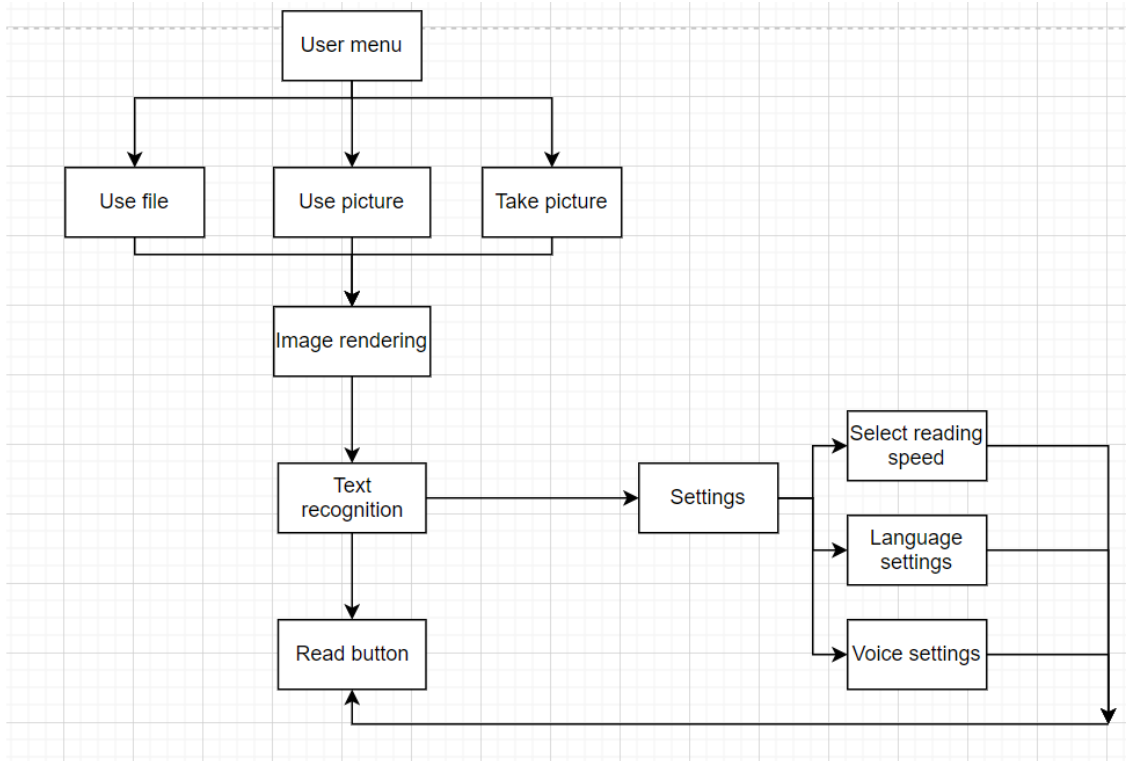 User menu
Use file
Use picture
Take picture
Image rendering
Text
recognition
Settings
Select reading
speed
Language
settings
Voice settings
Read button